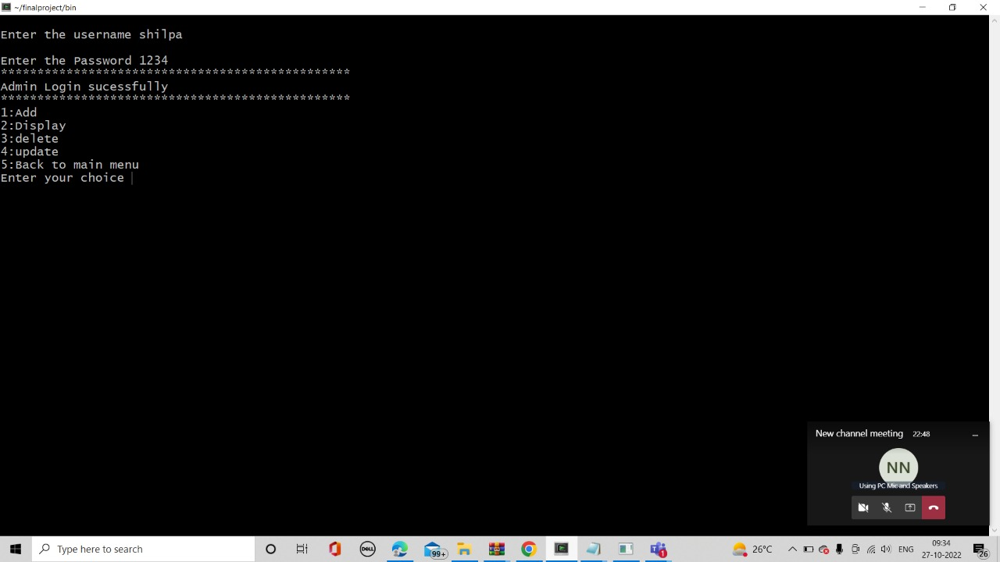 ~/finalproject/bin
Enter the username shilpa
Enter the Password 1234
************************************************
Admin Login sucessfully
************************************************
1:Add
2:Display
3:delete
4:update
5:Back to main menu
Enter your choice
New channel meeting 22:48
NN
Using PC Mic and Speakers
Type here to search
DELL
99+
1
26°C
ENG
09:34
27-10-2022
26